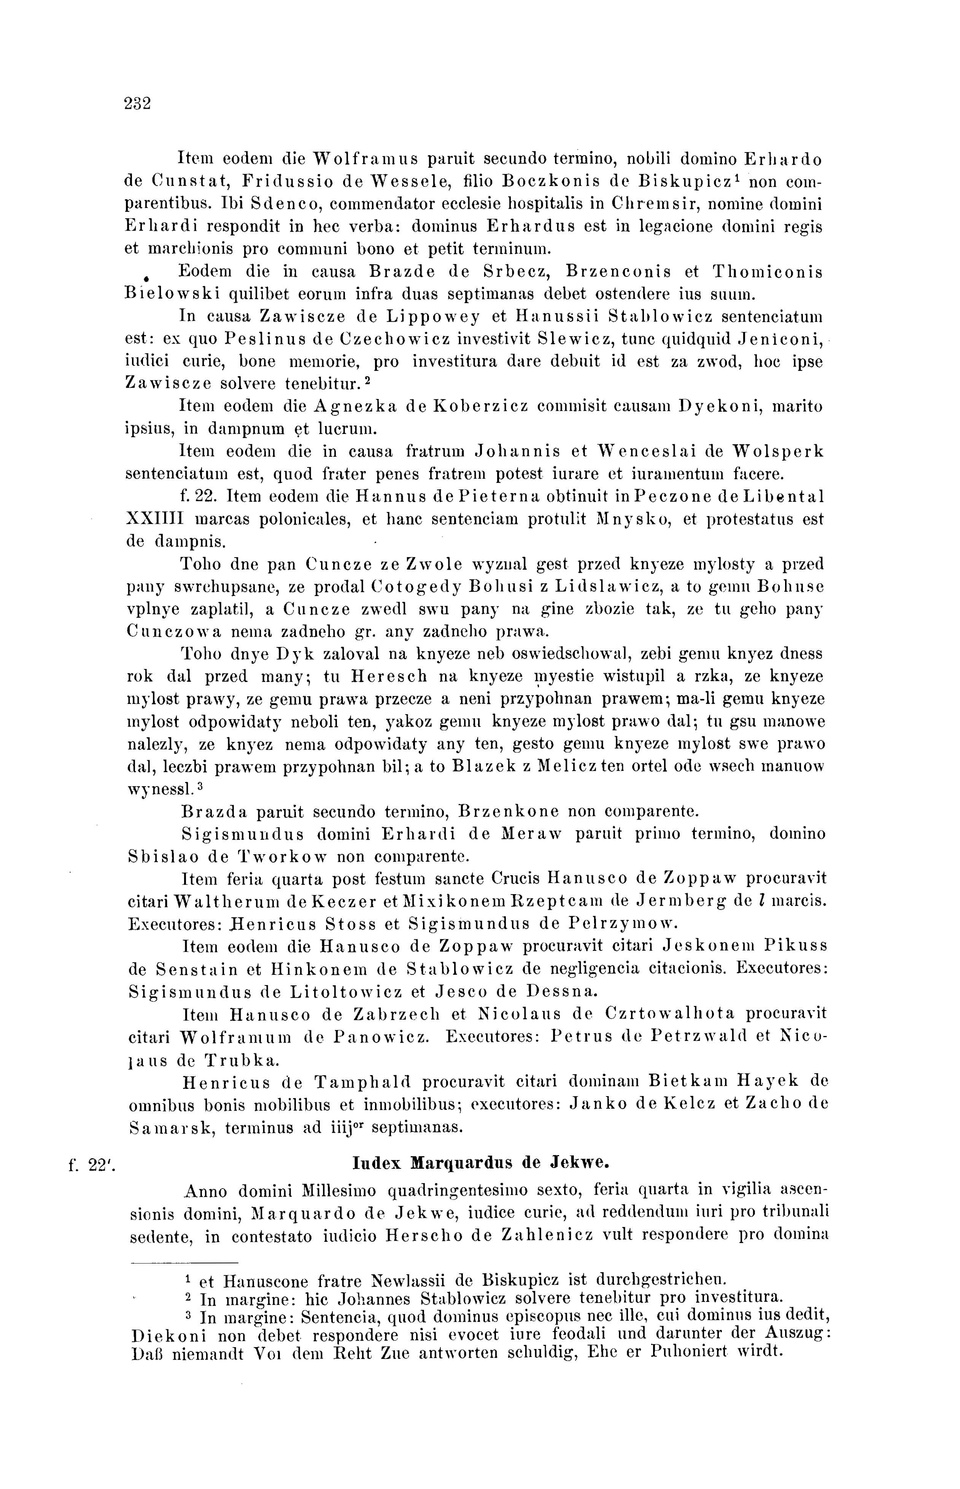 232
Item eodem die Wolframus paruit secundo termino, nobili domino Erhardo
de Cunstat, Fridussio de Wessele, filio Boczkonis de Biskupicz¹ non com-
parentibus. Ibi Sdenco, commendator ecclesie hospitalis in Chremsir, nomine domini
Erhardi respondit in hec verba: dominus Erhardus est in legacione domini regis
et marchionis pro communi bono et petit terminum.
Eodem die in causa Brazde de Srbecz, Brzenconis et Thomiconis
Bielowski quilibet eorum infra duas septimanas debet ostendere ius suum.
In causa Zawiscze de Lippowey et Hanussii Stablowicz sentenciatum
est: ex quo Peslinus de Czechowicz investivit Slewicz, tunc quidquid Jeniconi,
iudici curie, bone memorie, pro investitura dare debuit id est za zwod, hoc ipse
Zawiscze solvere tenebitur.²
Item eodem die Agnezka de Koberzicz commisit causam Dyekoni, marito
ipsius, in dampnum et lucrum.
Item eodem die in causa fratrum Johannis et Wenceslai de Wolsperk
sentenciatum est, quod frater penes fratrem potest iurare et iuramentum facere.
f. 22. Item eodem die Hannus de Pieterna obtinuit in Peczone de Libental
XXIIII marcas polonicales, et hanc sentenciam protulit Mnysko, et protestatus est
de dampnis.
Toho dne pan Cuncze ze Zwole wyznal gest przed knyeze mylosty a przed
pany swrchupsane, ze prodal Cotogedy Bohusi z Lidslawicz, a to gemu Bohuse
vplnye zaplatil, a Cuncze zwedl swu pany na gine zbozie tak, ze tu geho pany
Cunczowa nema zadneho gr. any zadneho prawa.
Toho dnye Dyk zaloval na knyeze neb oswiedschowal, zebi gemu knyez dness
rok dal przed many; tu Heresch na knyeze myestie wistupil a rzka, ze knyeze
mylost prawy, ze gemu prawa przecze a neni przypohnan prawem; ma-li gemu knyeze
mylost odpowidaty neboli ten, yakoz gemu knyeze mylost prawo dal; tu gsu manowe
nalezly, ze knyez nema odpowidaty any ten, gesto gemu knyeze mylost swe prawo
dal, leczbi prawem przypohnan bil; a to Blazek z Melicz ten ortel ode wsech manuow
wynessl.³
Brazda paruit secundo termino, Brzenkone non comparente.
Sigismundus domini Erhardi de Meraw paruit primo termino, domino
Sbislao de Tworkow non comparente.
Item feria quarta post festum sancte Crucis Hanusco de Zoppaw procuravit
citari Waltherum de Keczer et Mixikonem Rzeptcam de Jermberg de l marcis.
Executores: Henricus Stoss et Sigismundus de Pelrzymow.
Item eodem die Hanusco de Zoppaw procuravit citari Jeskonem Pikuss
de Senstain et Hinkonem de Stablowicz de negligencia citacionis. Executores:
Sigismundus de Litoltowicz et Jesco de Dessna.
Item Hanusco de Zabrzech et Nicolaus de Czrtowalhota procuravit
citari Wolframum de Panowicz. Executores: Petrus de Petrzwald et Nico-
laus de Trubka.
Henricus de Tamphald procuravit citari dominam Bietkam Hayek de
omnibus bonis mobilibus et inmobilibus; executores: Janko de Kelcz et Zacho de
Samarsk, terminus ad iiijᵒʳ septimanas.
f. 22′. Iudex Marquardus de Jekwe.
Anno domini Millesimo quadringentesimo sexto, feria quarta in vigilia ascen-
sionis domini, Marquardo de Jekwe, iudice curie, ad reddendum iuri pro tribunali
sedente, in contestato iudicio Herscho de Zahlenicz vult respondere pro domina
¹ et Hanuscone fratre Newlassii de Biskupicz ist durchgestrichen.
² In margine: hic Johannes Stablowicz solvere tenebitur pro investitura.
³ In margine: Sentencia, quod dominus episcopus nec ille, cui dominus ius dedit,
Diekoni non debet respondere nisi evocet iure feodali und darunter der Auszug:
Daß niemandt Vor dem Reht Zue antworten schuldig, Ehe er Puhoniert wirdt.